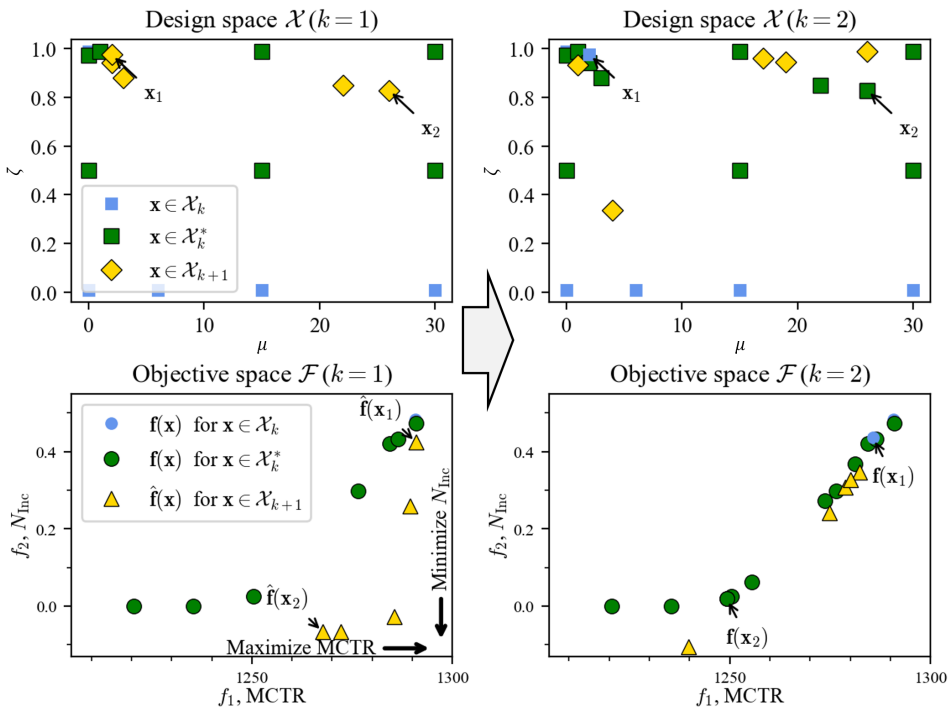 Design space 𝒳 (k = 1)
1.0
0.8
0.6
0.4
0.2
0.0
ζ
x₁
x₂
x ∈ 𝒳ₖ
x ∈ 𝒳ₖ*
x ∈ 𝒳ₖ₊₁
0
10
20
30
μ
Design space 𝒳 (k = 2)
1.0
0.8
0.6
0.4
0.2
0.0
ζ
x₁
x₂
0
10
20
30
μ
Objective space ℱ (k = 1)
f(x) for x ∈ 𝒳ₖ
f(x) for x ∈ 𝒳ₖ*
f̂(x) for x ∈ 𝒳ₖ₊₁
f̂(x₁)
f̂(x₂)
Minimize N_Inc
Maximize MCTR
0.4
0.2
0.0
f₂, N_Inc
1250
1300
f₁, MCTR
Objective space ℱ (k = 2)
f(x₁)
f(x₂)
0.4
0.2
0.0
f₂, N_Inc
1250
1300
f₁, MCTR